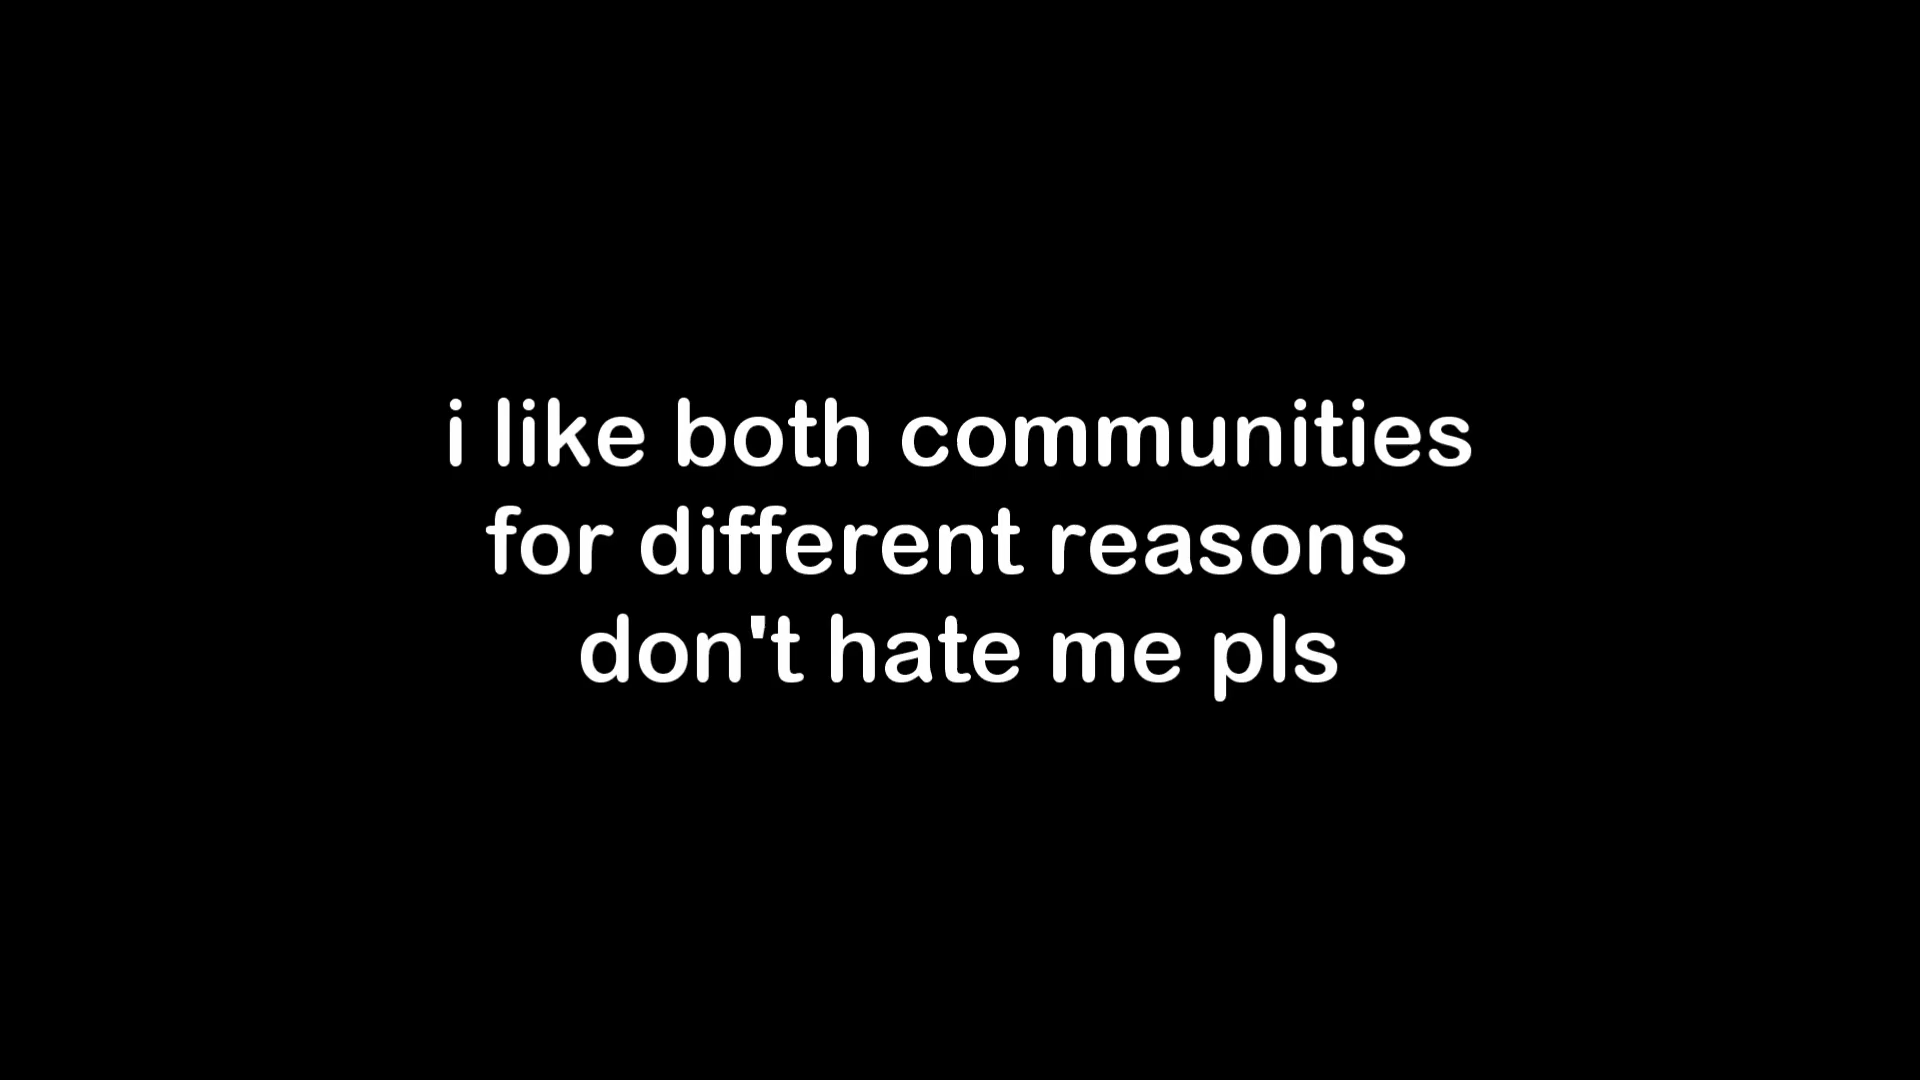 i like both communities
for different reasons
don't hate me pls